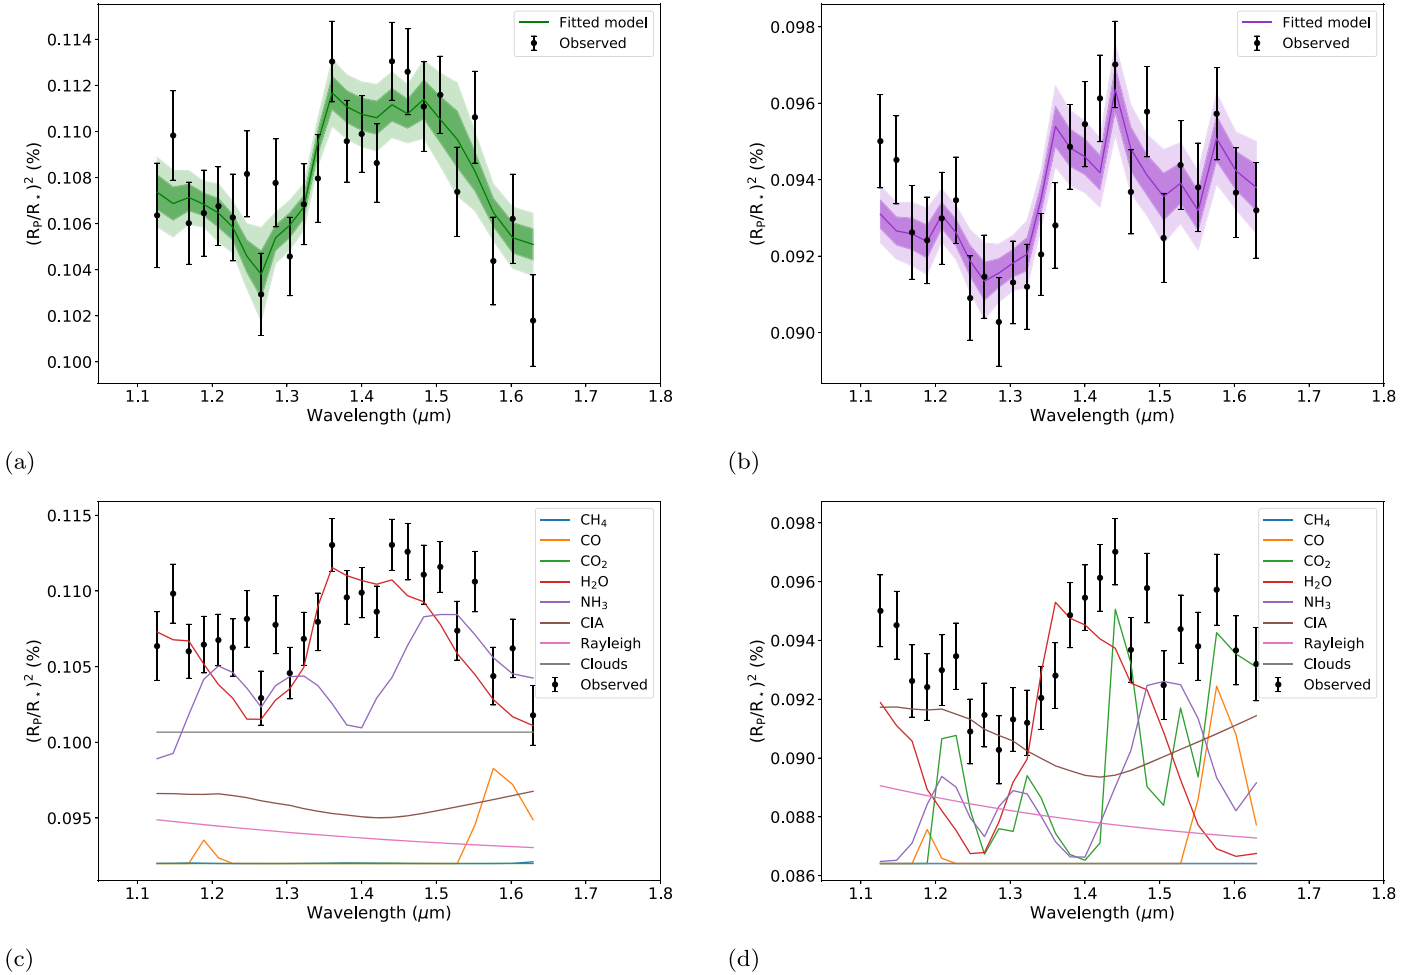 0.114
0.112
0.110
0.108
0.106
0.104
0.102
0.100
(R_P/R⋆)² (%)
Fitted model
Observed
1.1 1.2 1.3 1.4 1.5 1.6 1.7 1.8
Wavelength (μm)
(a)
0.098
0.096
0.094
0.092
0.090
(R_P/R⋆)² (%)
Fitted model
Observed
1.1 1.2 1.3 1.4 1.5 1.6 1.7 1.8
Wavelength (μm)
(b)
0.115
0.110
0.105
0.100
0.095
(R_P/R⋆)² (%)
CH₄
CO
CO₂
H₂O
NH₃
CIA
Rayleigh
Clouds
Observed
1.1 1.2 1.3 1.4 1.5 1.6 1.7 1.8
Wavelength (μm)
(c)
0.098
0.096
0.094
0.092
0.090
0.088
0.086
(R_P/R⋆)² (%)
CH₄
CO
CO₂
H₂O
NH₃
CIA
Rayleigh
Clouds
Observed
1.1 1.2 1.3 1.4 1.5 1.6 1.7 1.8
Wavelength (μm)
(d)